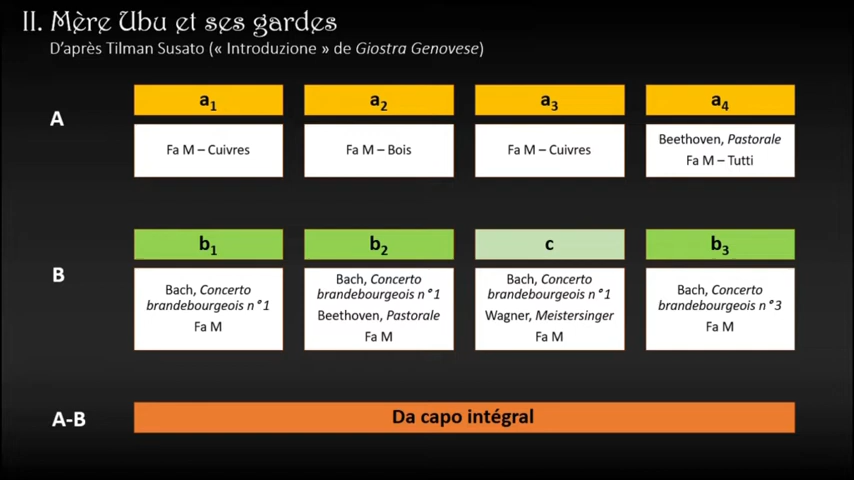 II. Mère Ubu et ses gardes
D'après Tilman Susato (« Introduzione » de Giostra Genovese)
A
a1
a2
a3
a4
Fa M – Cuivres
Fa M – Bois
Fa M – Cuivres
Beethoven, Pastorale
Fa M – Tutti
B
b1
b2
c
b3
Bach, Concerto
brandebourgeois n°1
Fa M
Bach, Concerto
brandebourgeois n°1
Beethoven, Pastorale
Fa M
Bach, Concerto
brandebourgeois n°1
Wagner, Meistersinger
Fa M
Bach, Concerto
brandebourgeois n°3
Fa M
A-B
Da capo intégral